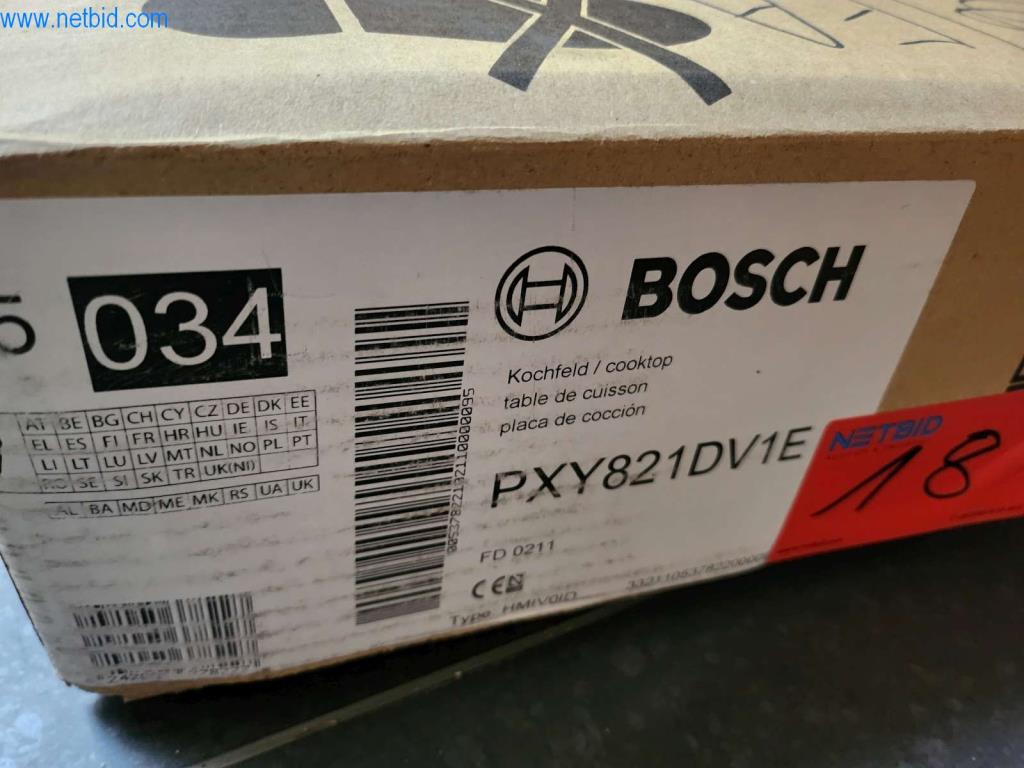 www.netbid.com
BOSCH
5 034
Kochfeld / cooktop
table de cuisson
placa de cocción
AT BE BG CH CY CZ DE DK EE
EL ES FI FR HR HU IE IS IT
LI LT LU LV MT NL NO PL PT
RO SE SI SK TR UK(NI)
AL BA MD ME MK RS UA UK
PXY821DV1E
NETBID
18
FD 0211
CE
Type: HMIV0ID